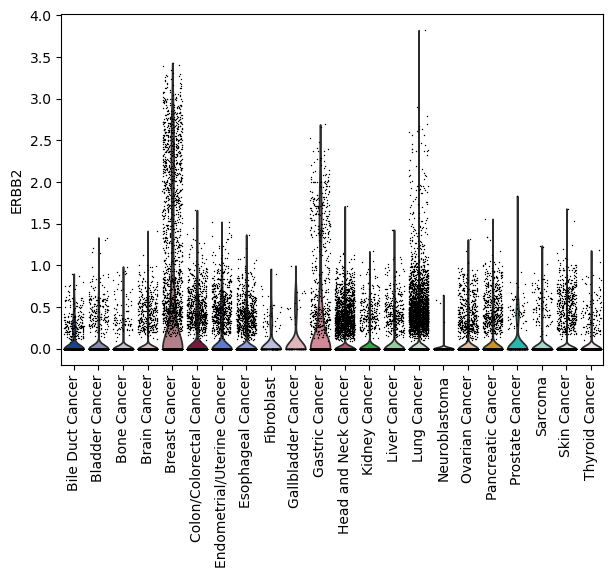 4.0
3.5
3.0
2.5
2.0
1.5
1.0
0.5
0.0
ERBB2
Bile Duct Cancer
Bladder Cancer
Bone Cancer
Brain Cancer
Breast Cancer
Colon/Colorectal Cancer
Endometrial/Uterine Cancer
Esophageal Cancer
Fibroblast
Gallbladder Cancer
Gastric Cancer
Head and Neck Cancer
Kidney Cancer
Liver Cancer
Lung Cancer
Neuroblastoma
Ovarian Cancer
Pancreatic Cancer
Prostate Cancer
Sarcoma
Skin Cancer
Thyroid Cancer